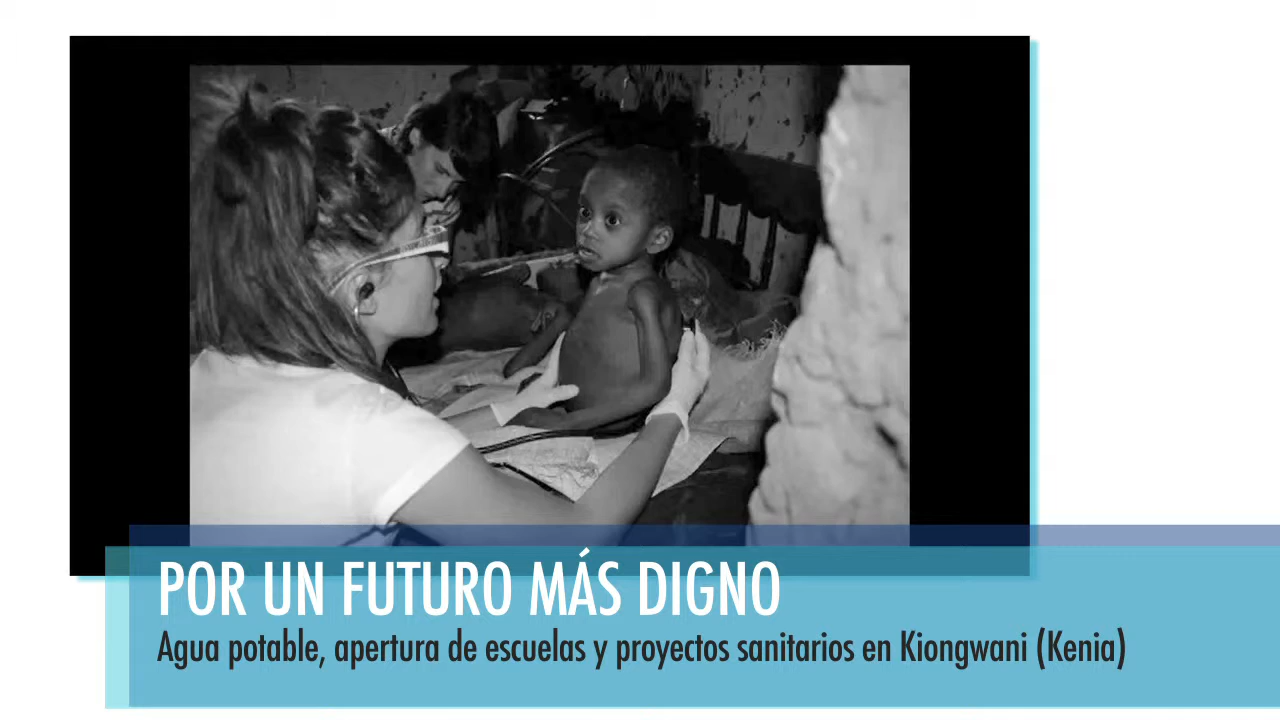 POR UN FUTURO MÁS DIGNO
Agua potable, apertura de escuelas y proyectos sanitarios en Kiongwani (Kenia)